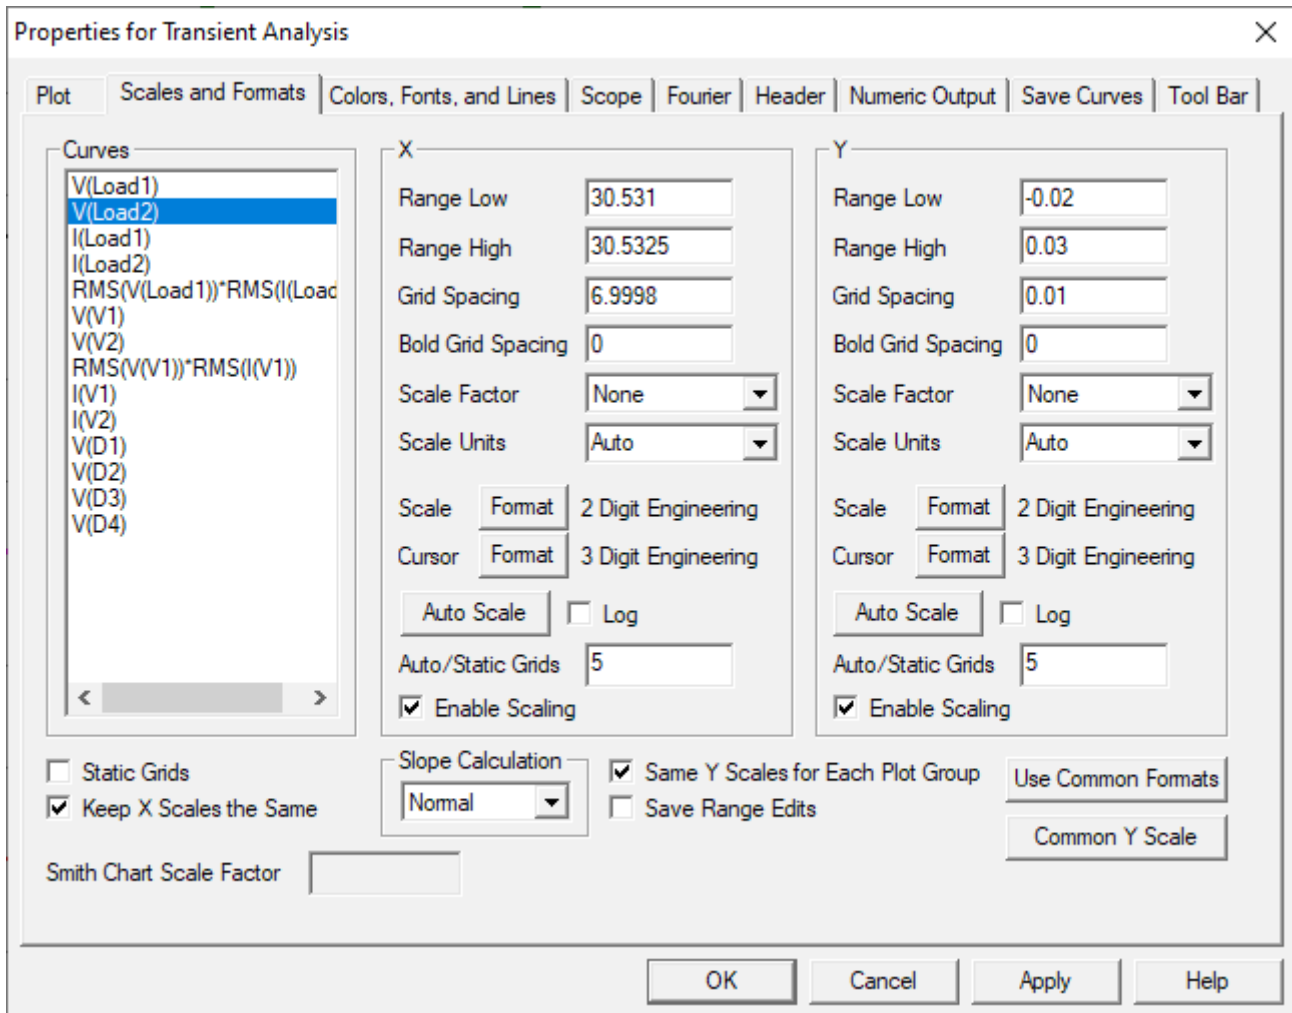 Properties for Transient Analysis
Plot
Scales and Formats
Colors, Fonts, and Lines
Scope
Fourier
Header
Numeric Output
Save Curves
Tool Bar
Curves
V(Load1)
V(Load2)
I(Load1)
I(Load2)
RMS(V(Load1))*RMS(I(Load
V(V1)
V(V2)
RMS(V(V1))*RMS(I(V1))
I(V1)
I(V2)
V(D1)
V(D2)
V(D3)
V(D4)
X
Range Low 30.531
Range High 30.5325
Grid Spacing 6.9998
Bold Grid Spacing 0
Scale Factor None
Scale Units Auto
Scale Format 2 Digit Engineering
Cursor Format 3 Digit Engineering
Auto Scale Log
Auto/Static Grids 5
Enable Scaling
Y
Range Low -0.02
Range High 0.03
Grid Spacing 0.01
Bold Grid Spacing 0
Scale Factor None
Scale Units Auto
Scale Format 2 Digit Engineering
Cursor Format 3 Digit Engineering
Auto Scale Log
Auto/Static Grids 5
Enable Scaling
Static Grids
Keep X Scales the Same
Slope Calculation
Normal
Same Y Scales for Each Plot Group
Save Range Edits
Use Common Formats
Common Y Scale
Smith Chart Scale Factor
OK
Cancel
Apply
Help